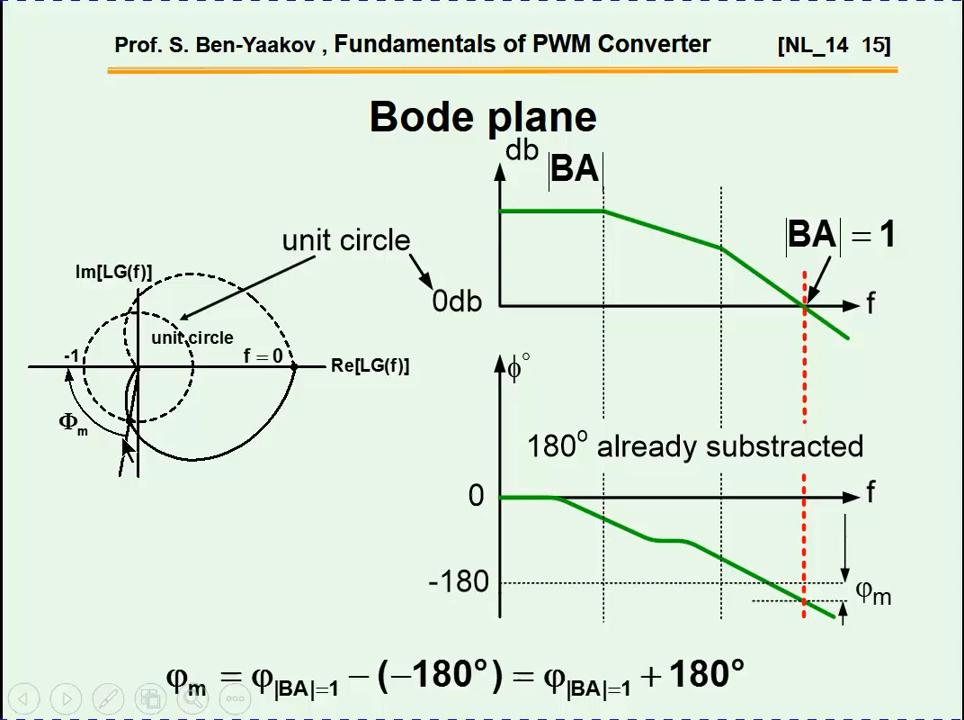 Prof. S. Ben-Yaakov , Fundamentals of PWM Converter [NL_14 15]
Bode plane
db |BA|
unit circle
|BA| = 1
Im[LG(f)]
0db f
unit circle
-1 f = 0 Re[LG(f)]
ϕ°
Φm
180° already substracted
0 f
-180
φm
φm = φ|BA|=1 − (−180°) = φ|BA|=1 + 180°